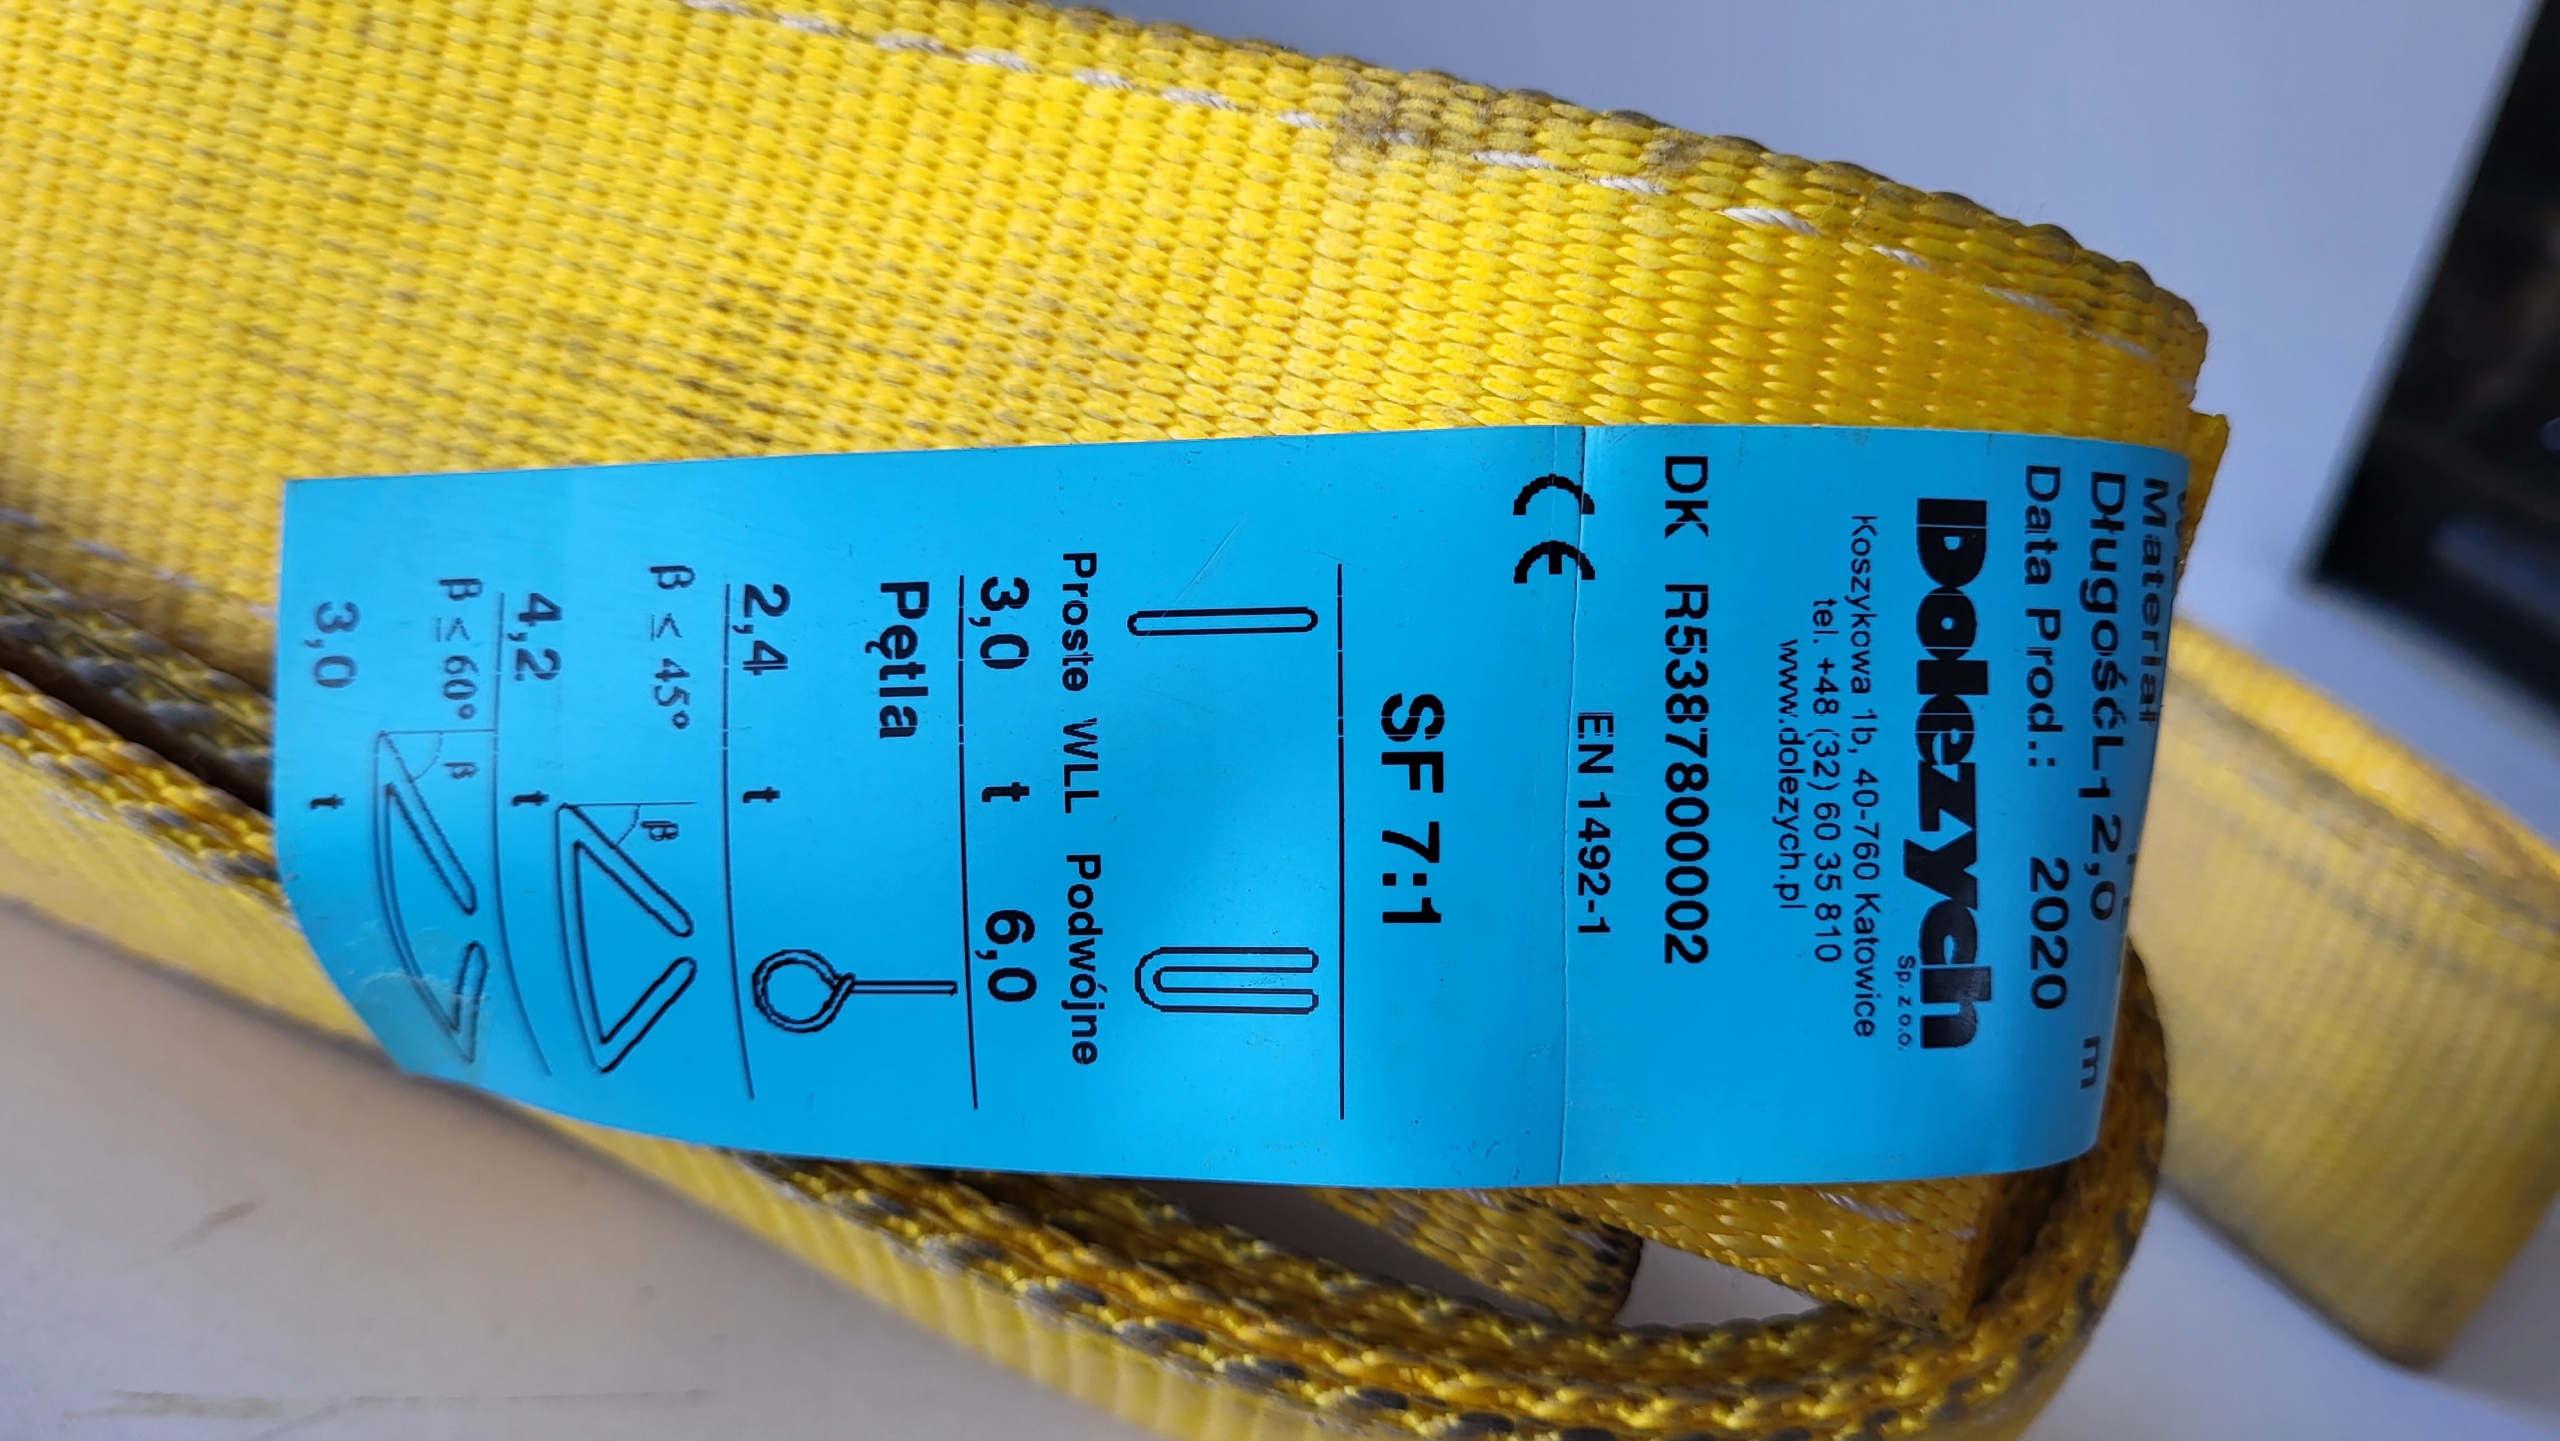 Materiał
Długość L1 2,0 m
Data Prod.: 2020
Dolezych
Sp. z o.o.
Koszykowa 1b, 40-760 Katowice
tel. +48 (32) 60 35 810
www.dolezych.pl
DK R5387800002
EN 1492-1
CE
SF 7:1
Proste WLL Podwójne
3,0 t 6,0
Pętla
2,4 t
β ≤ 45°
β
4,2 t
β ≤ 60°
β
3,0 t